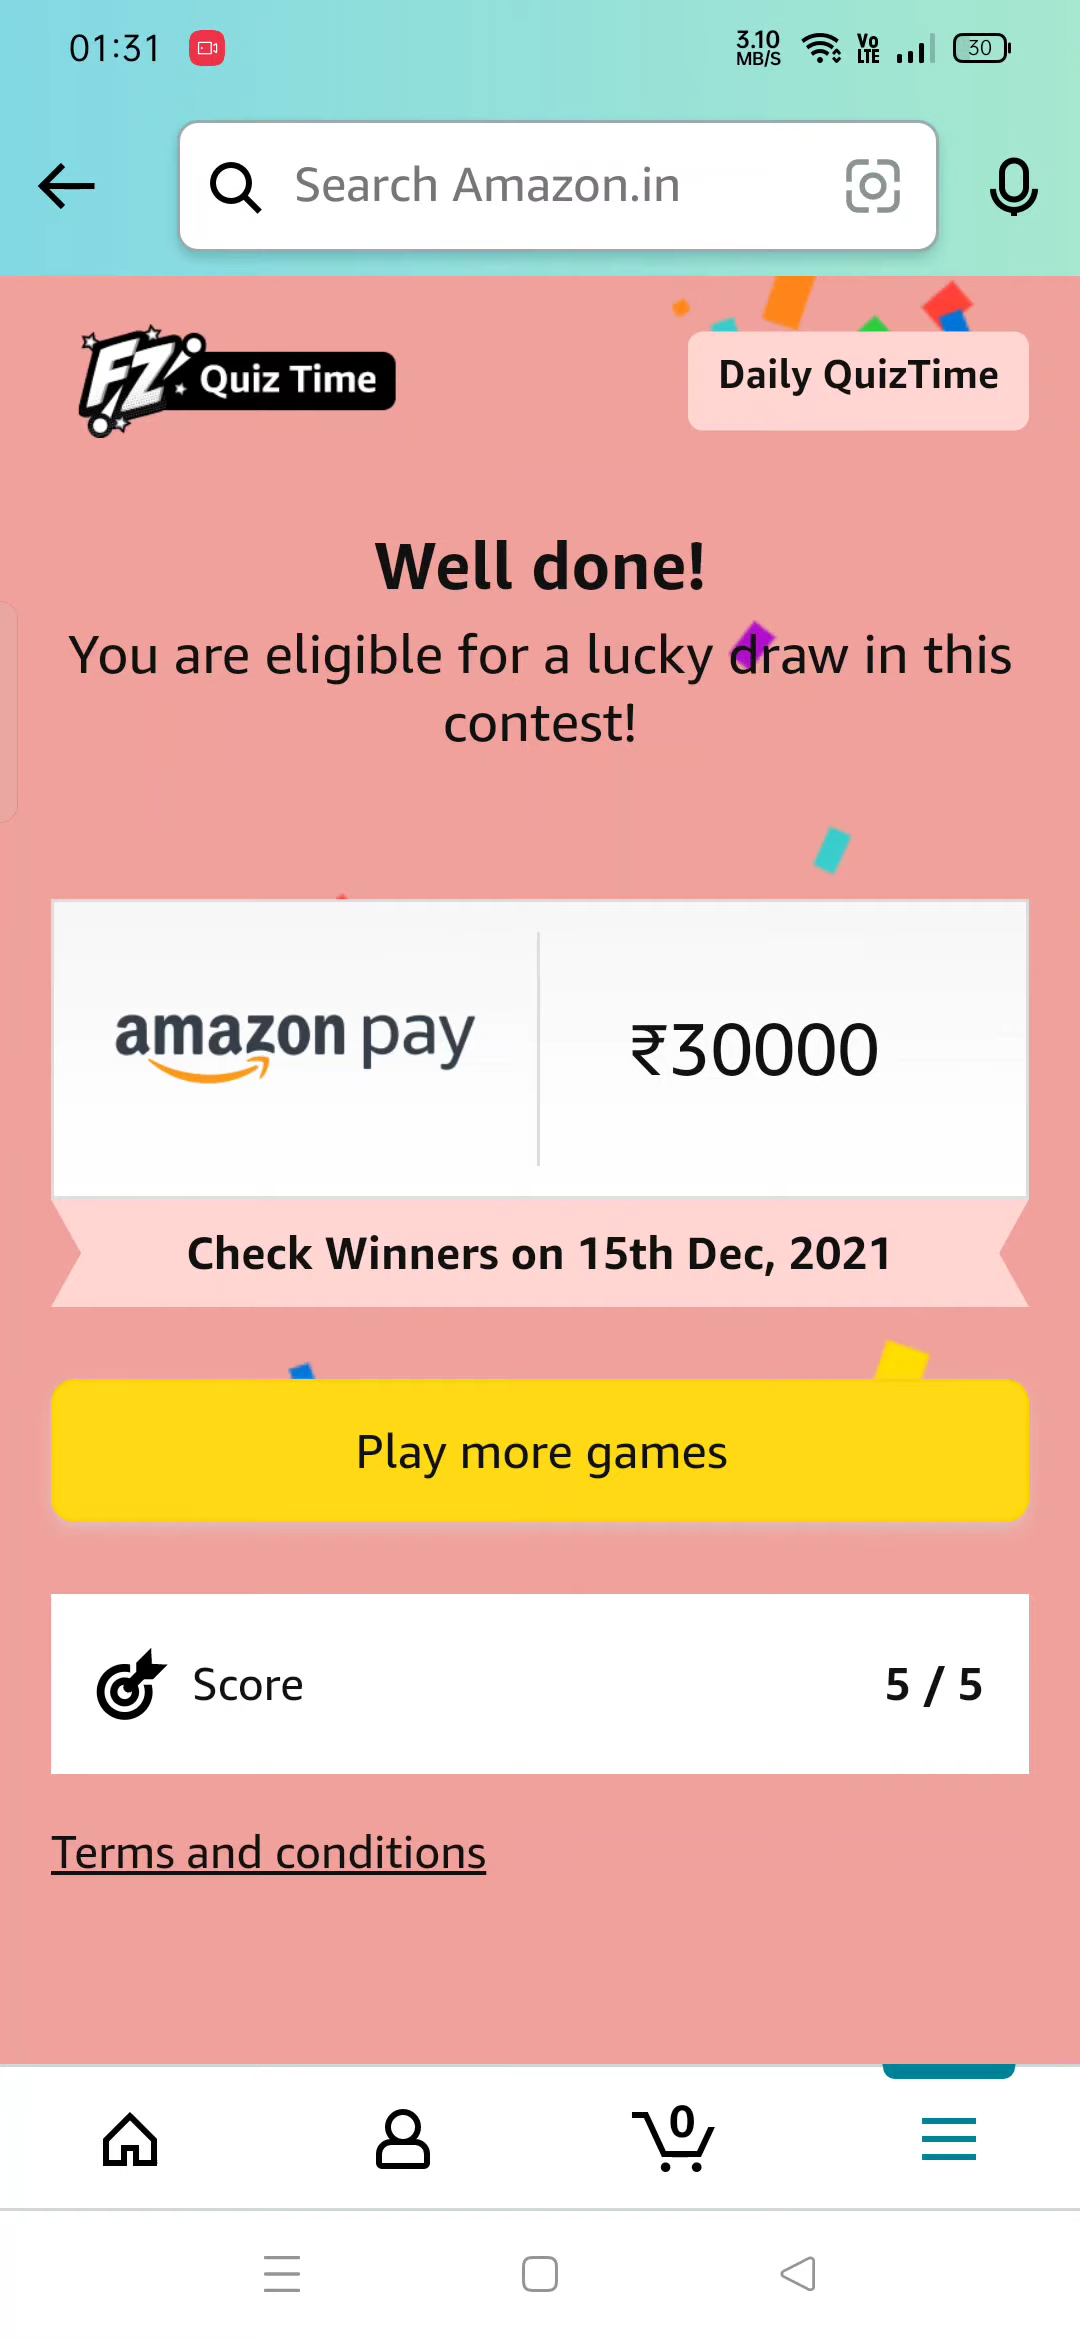 01:31
3.10
MB/S
Vo
LTE
30
Search Amazon.in
FZ Quiz Time
Daily QuizTime
Well done!
You are eligible for a lucky draw in this
contest!
amazon pay
₹30000
Check Winners on 15th Dec, 2021
Play more games
Score
5 / 5
Terms and conditions
0